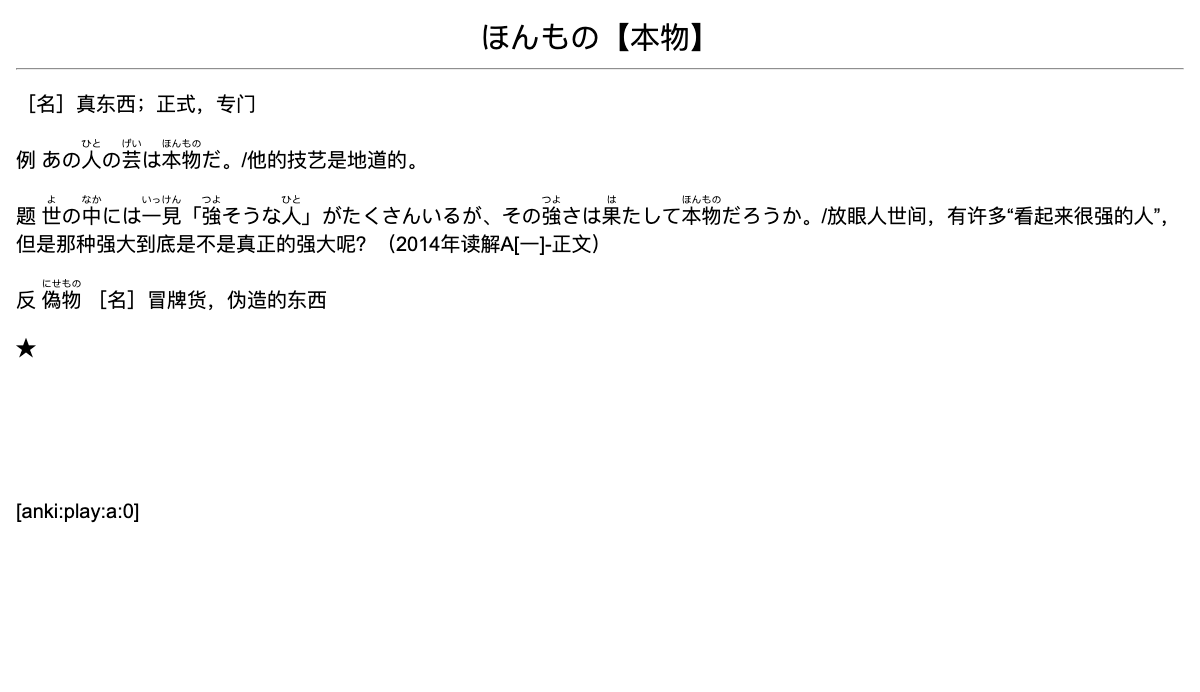 ほんもの【本物】
［名］真东西；正式，专门
ひと げい ほんもの
例 あの人の芸は本物だ。/他的技艺是地道的。
よ なか いっけん つよ ひと つよ は ほんもの
题 世の中には一見「強そうな人」がたくさんいるが、その強さは果たして本物だろうか。/放眼人世间，有许多“看起来很强的人”，
但是那种强大到底是不是真正的强大呢？（2014年读解A[一]-正文）
にせもの
反 偽物 ［名］冒牌货，伪造的东西
★
[anki:play:a:0]